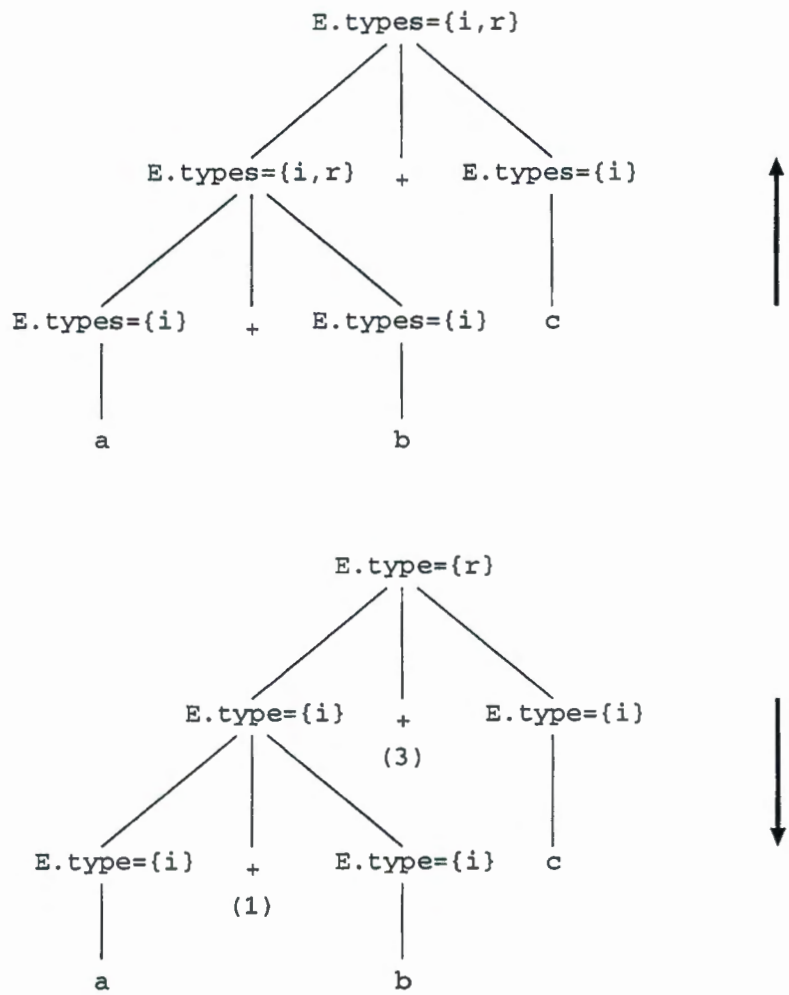 E.types={i,r}
E.types={i,r} + E.types={i}
E.types={i} + E.types={i} c
a b
E.type={r}
E.type={i} + E.type={i}
(3)
E.type={i} + E.type={i} c
(1)
a b